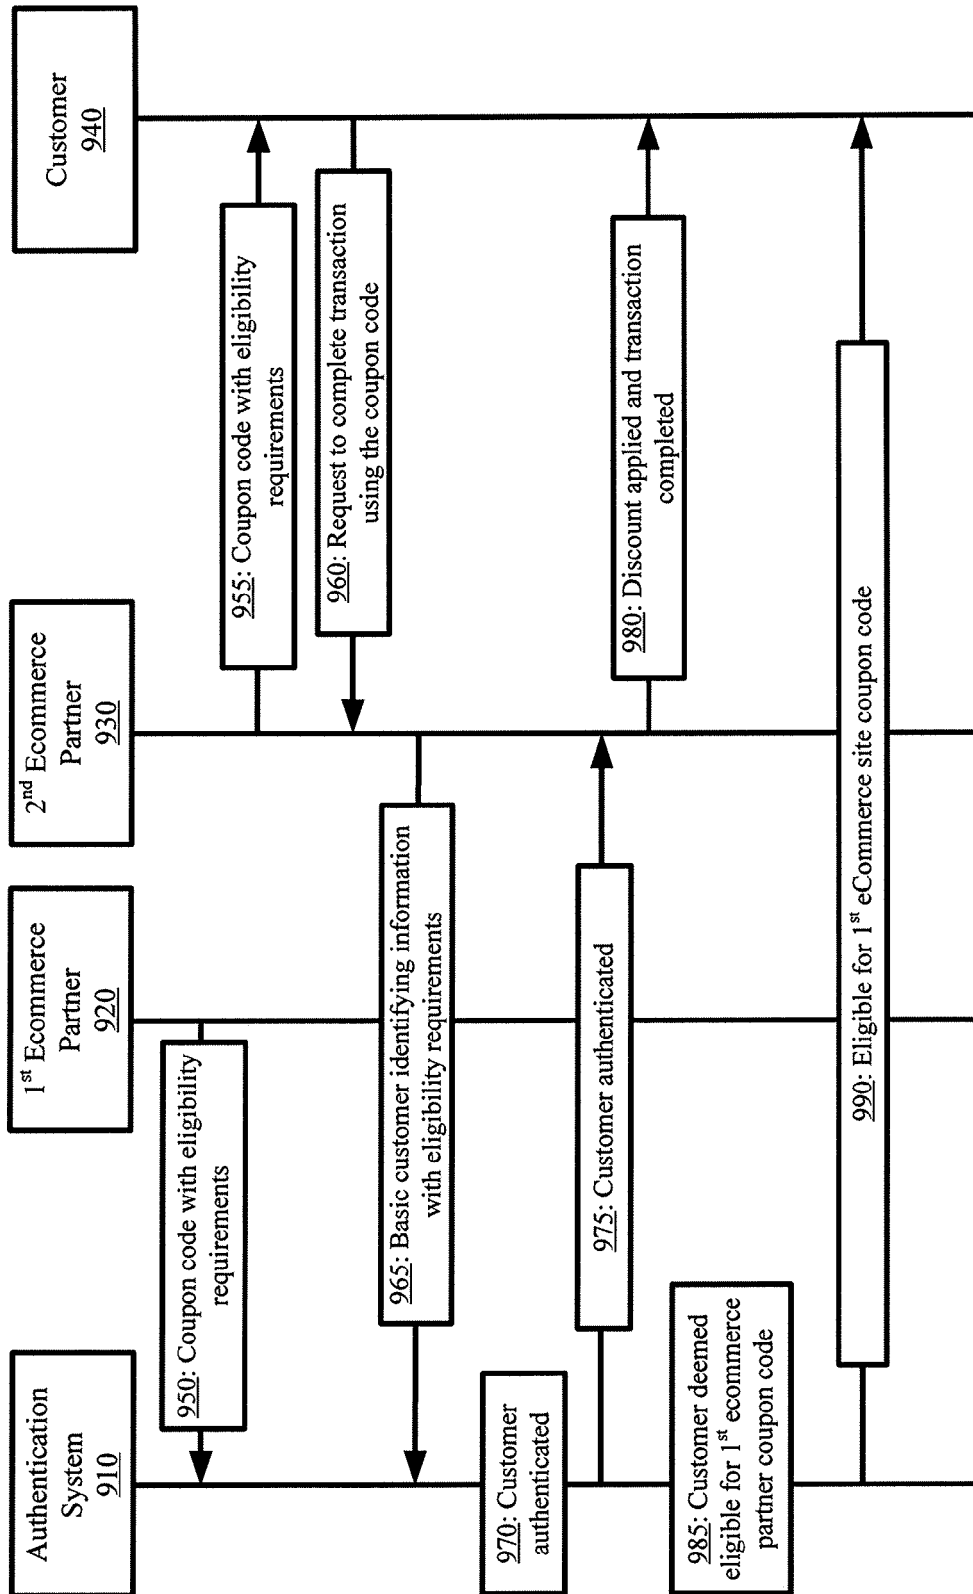 Authentication
System
910
1st Ecommerce
Partner
920
2nd Ecommerce
Partner
930
Customer
940
950: Coupon code with eligibility
requirements
955: Coupon code with eligibility
requirements
960: Request to complete transaction
using the coupon code
965: Basic customer identifying information
with eligibility requirements
970: Customer
authenticated
975: Customer authenticated
980: Discount applied and transaction
completed
985: Customer deemed
eligible for 1st ecommerce
partner coupon code
990: Eligible for 1st eCommerce site coupon code